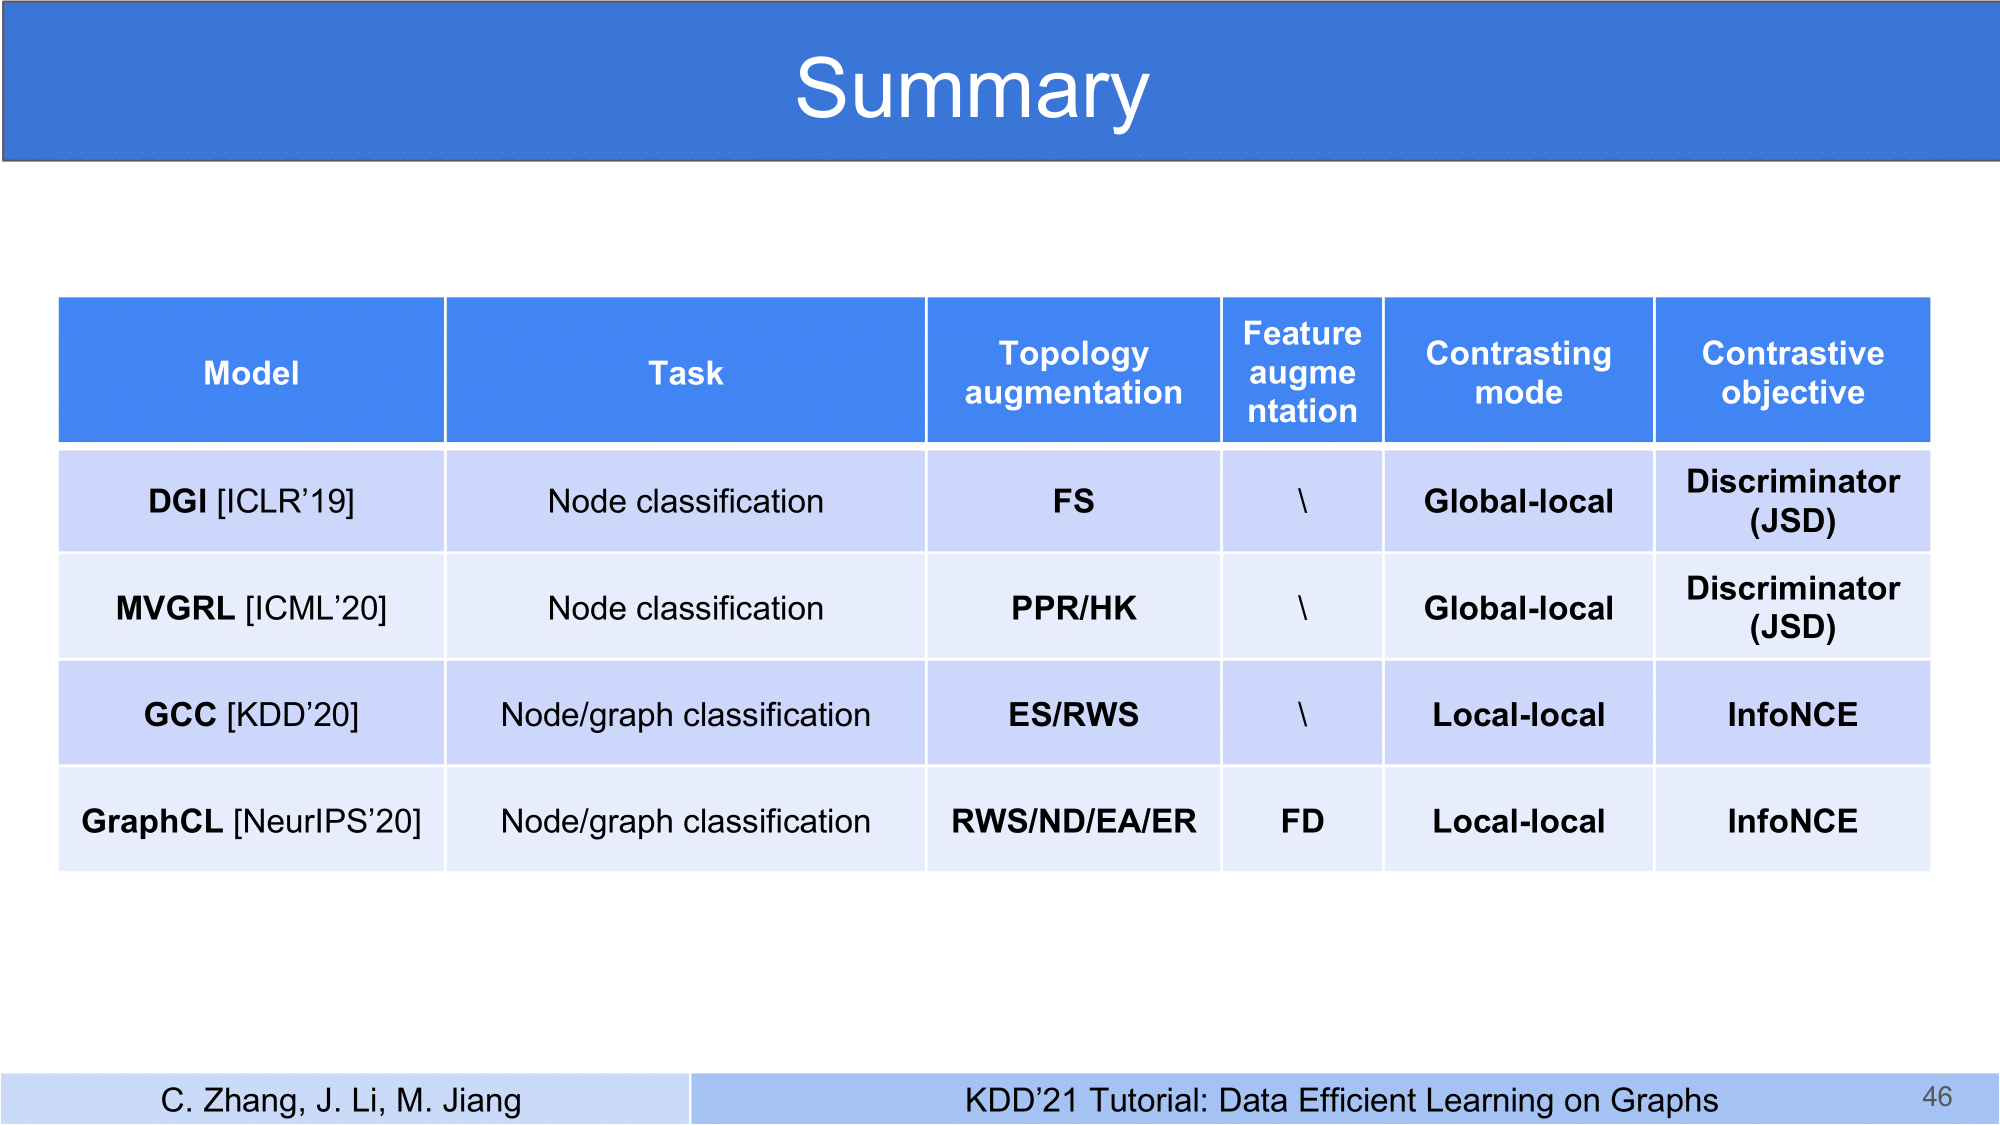 Summary
Model
Task
Topology
augmentation
Feature
augme
ntation
Contrasting
mode
Contrastive
objective
DGI [ICLR’19]
Node classification
FS
\
Global-local
Discriminator
(JSD)
MVGRL [ICML’20]
Node classification
PPR/HK
\
Global-local
Discriminator
(JSD)
GCC [KDD’20]
Node/graph classification
ES/RWS
\
Local-local
InfoNCE
GraphCL [NeurIPS’20]
Node/graph classification
RWS/ND/EA/ER
FD
Local-local
InfoNCE
C. Zhang, J. Li, M. Jiang
KDD’21 Tutorial: Data Efficient Learning on Graphs
46